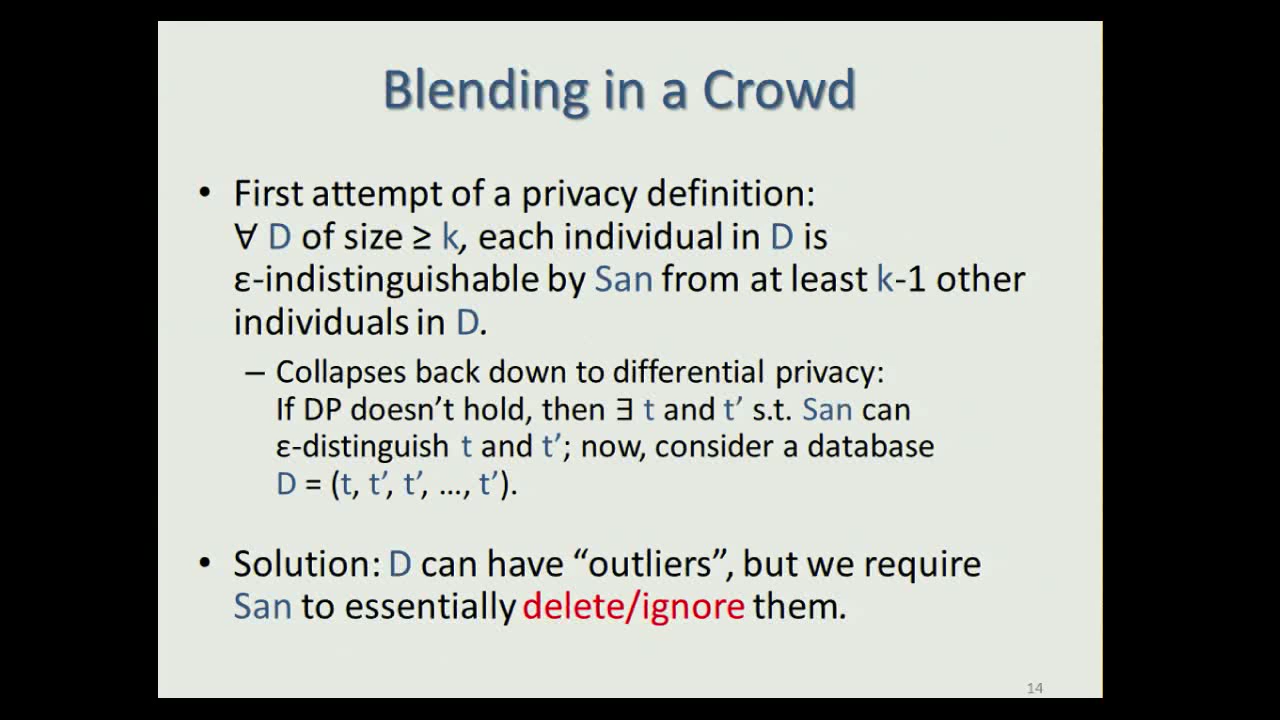 Blending in a Crowd
• First attempt of a privacy definition:
∀ D of size ≥ k, each individual in D is
ε-indistinguishable by San from at least k-1 other
individuals in D.
– Collapses back down to differential privacy:
If DP doesn’t hold, then ∃ t and t’ s.t. San can
ε-distinguish t and t’; now, consider a database
D = (t, t’, t’, …, t’).
• Solution: D can have “outliers”, but we require
San to essentially delete/ignore them.
14